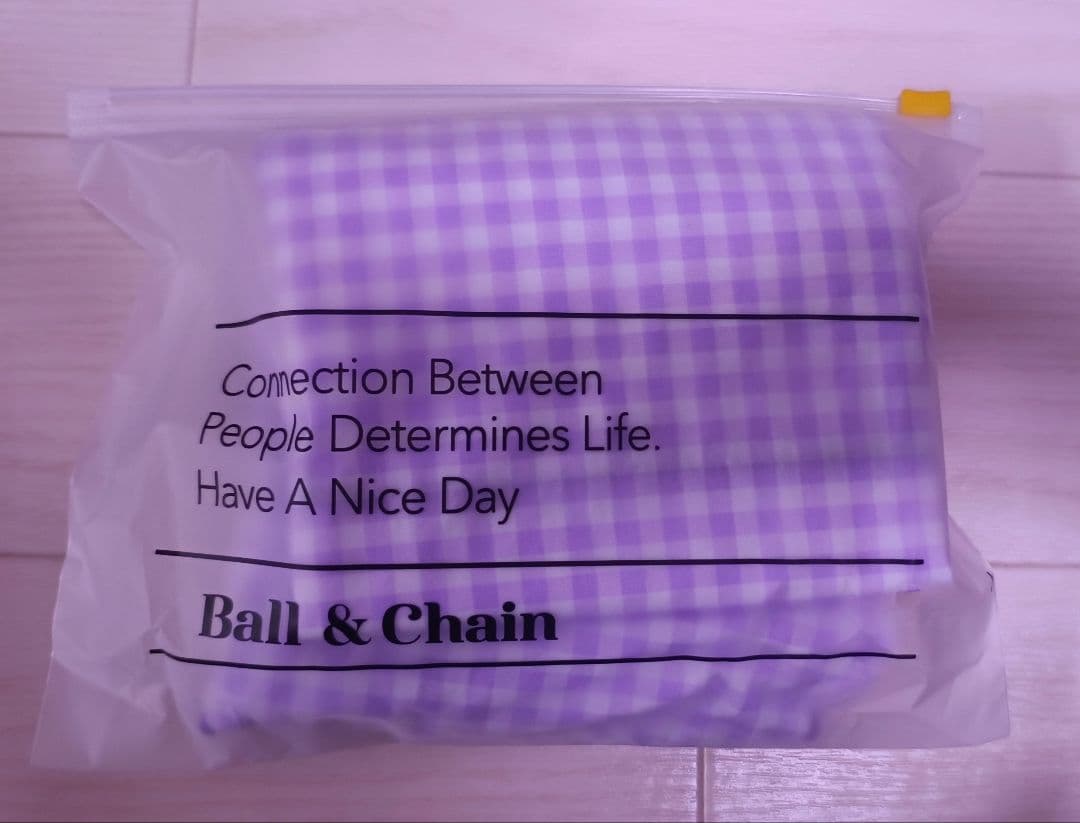 Connection Between
People Determines Life.
Have A Nice Day
Ball & Chain